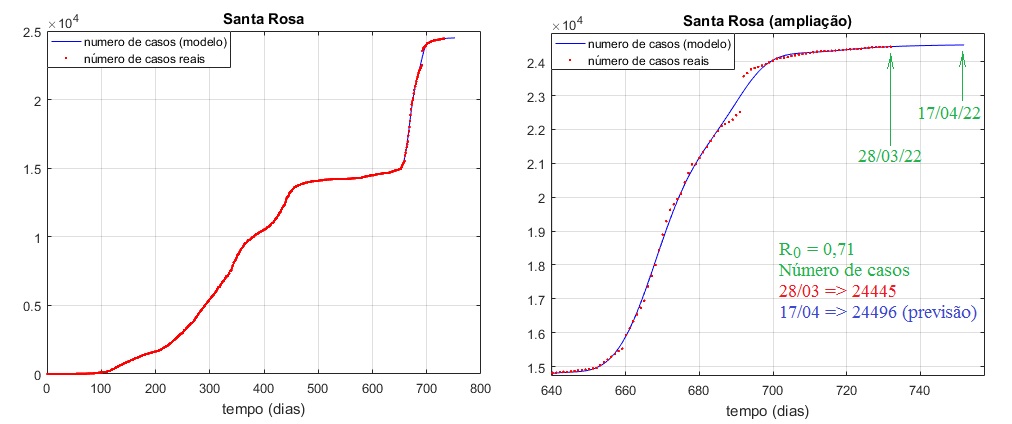 Santa Rosa
×10⁴
2.5
2
1.5
1
0.5
0
numero de casos (modelo)
número de casos reais
0 100 200 300 400 500 600 700 800
tempo (dias)
Santa Rosa (ampliação)
×10⁴
2.4
2.3
2.2
2.1
2
1.9
1.8
1.7
1.6
1.5
numero de casos (modelo)
número de casos reais
17/04/22
28/03/22
R₀ = 0,71
Número de casos
28/03 => 24445
17/04 => 24496 (previsão)
640 660 680 700 720 740
tempo (dias)